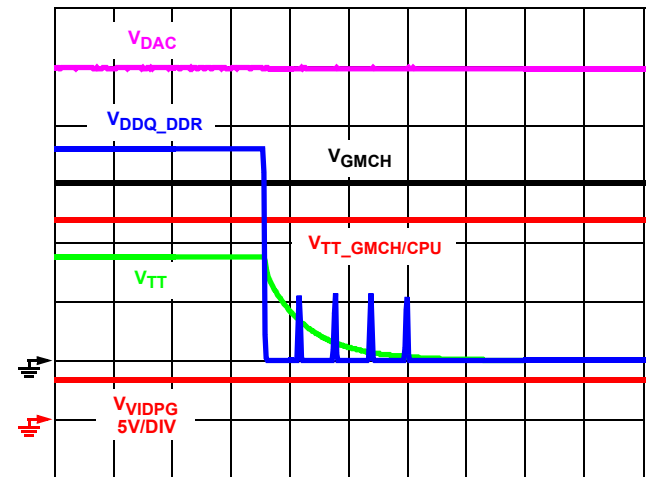 VDAC
VDDQ_DDR
VGMCH
VTT_GMCH/CPU
VTT
VVIDPG
5V/DIV